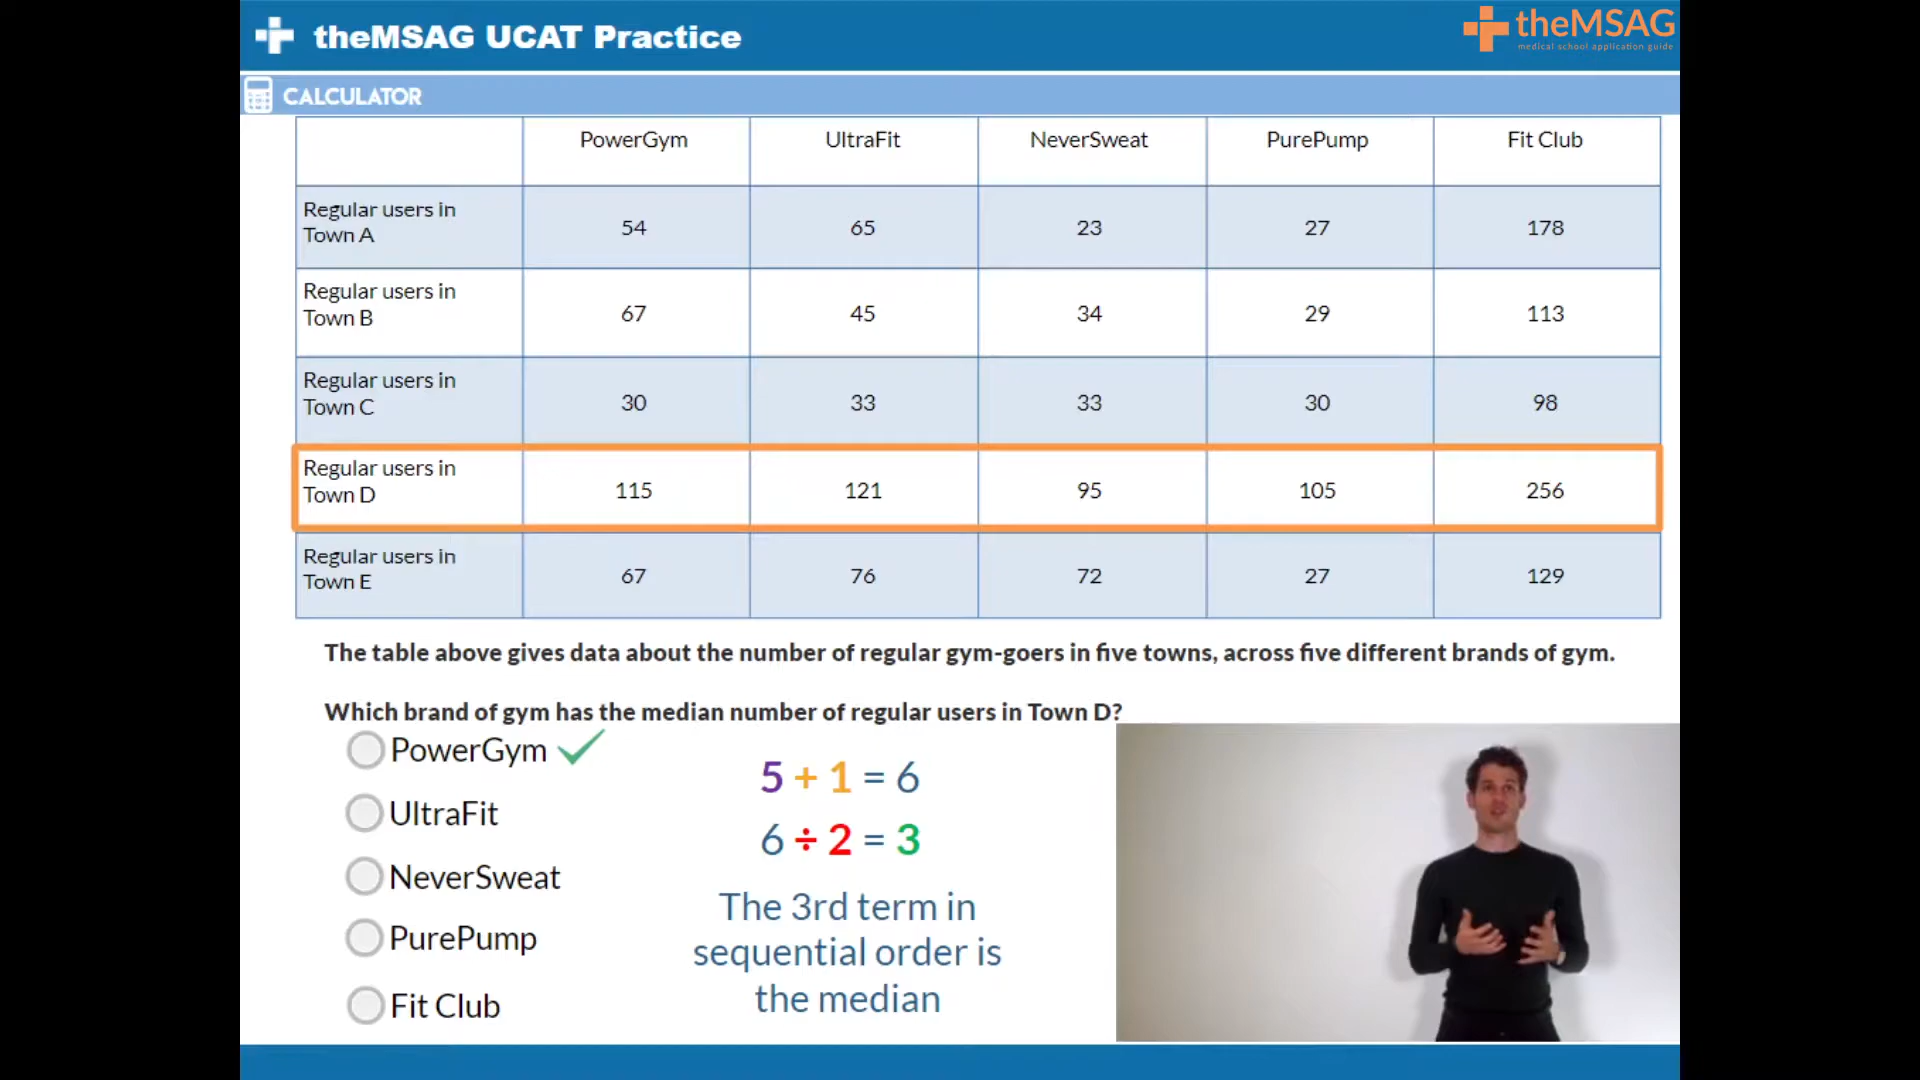 theMSAG UCAT Practice
theMSAG
medical school application guide
CALCULATOR
PowerGym UltraFit NeverSweat PurePump Fit Club
Regular users in
Town A
54 65 23 27 178
Regular users in
Town B
67 45 34 29 113
Regular users in
Town C
30 33 33 30 98
Regular users in
Town D
115 121 95 105 256
Regular users in
Town E
67 76 72 27 129
The table above gives data about the number of regular gym-goers in five towns, across five different brands of gym.
Which brand of gym has the median number of regular users in Town D?
PowerGym
UltraFit
NeverSweat
PurePump
Fit Club
5 + 1 = 6
6 ÷ 2 = 3
The 3rd term in
sequential order is
the median